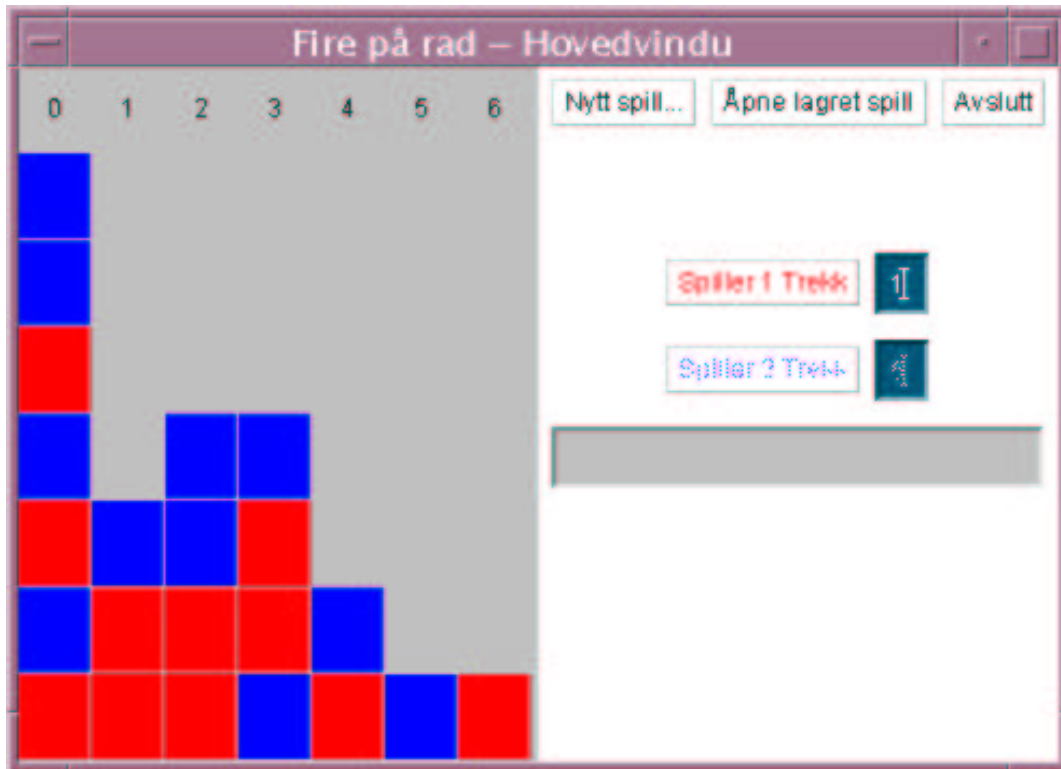 Fire på rad – Hovedvindu
0 1 2 3 4 5 6
Nytt spill... Åpne lagret spill Avslutt
Spiller 1 Trekk 1
Spiller 2 Trekk